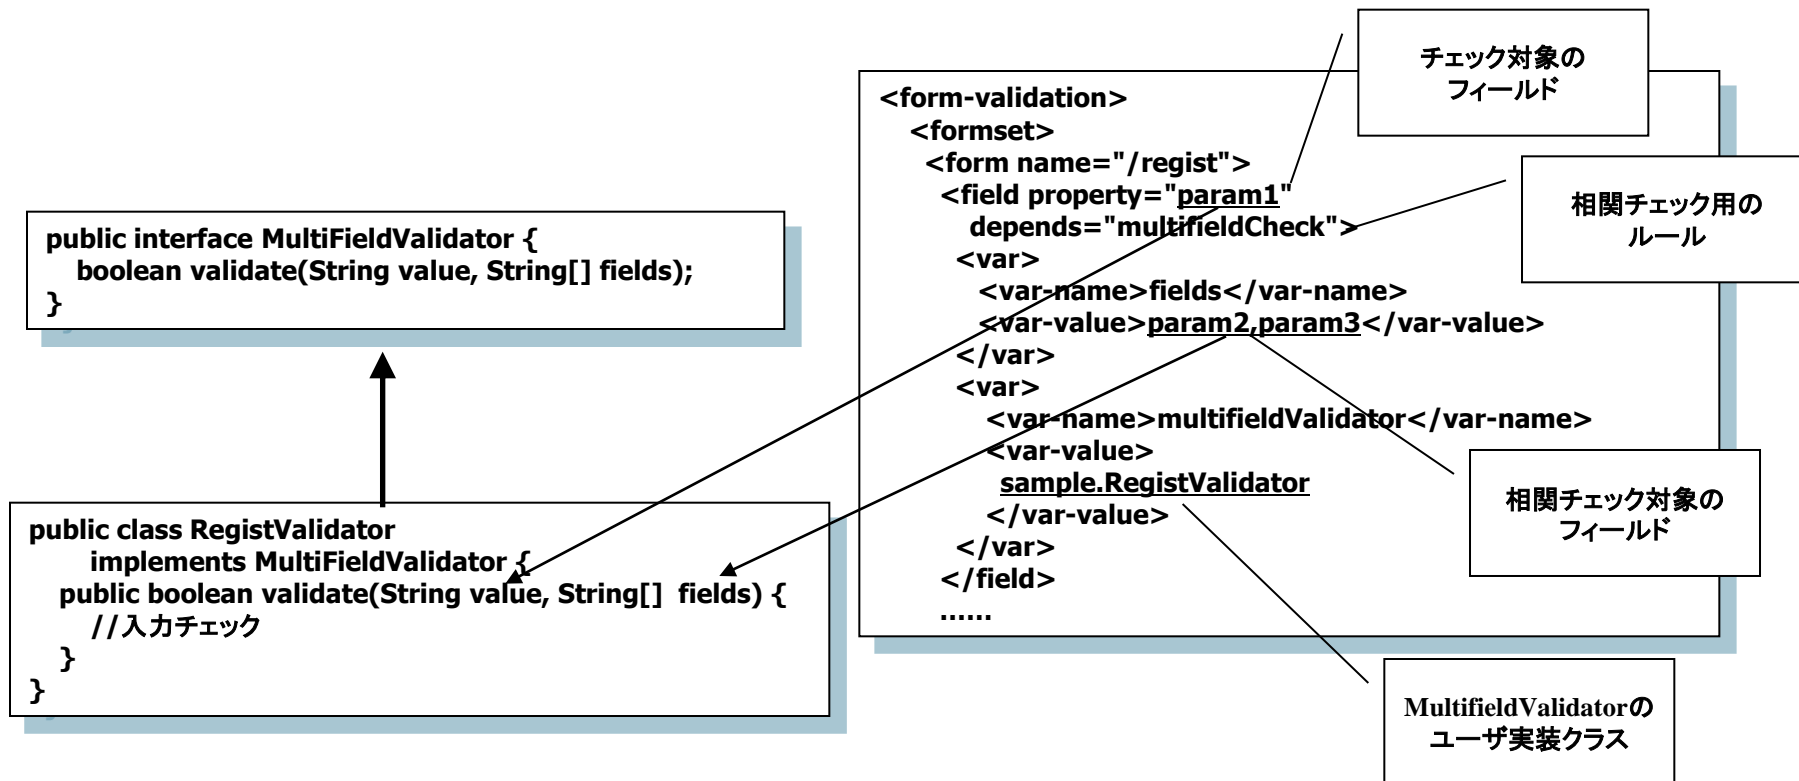 public interface MultiFieldValidator {
boolean validate(String value, String[] fields);
}
public class RegistValidator
implements MultiFieldValidator {
public boolean validate(String value, String[] fields) {
//入力チェック
}
}
<form-validation>
<formset>
<form name="/regist">
<field property="param1"
depends="multifieldCheck">
<var>
<var-name>fields</var-name>
<var-value>param2,param3</var-value>
</var>
<var>
<var-name>multifieldValidator</var-name>
<var-value>
sample.RegistValidator
</var-value>
</var>
</field>
......
チェック対象の
フィールド
相関チェック用の
ルール
相関チェック対象の
フィールド
MultifieldValidatorの
ユーザ実装クラス